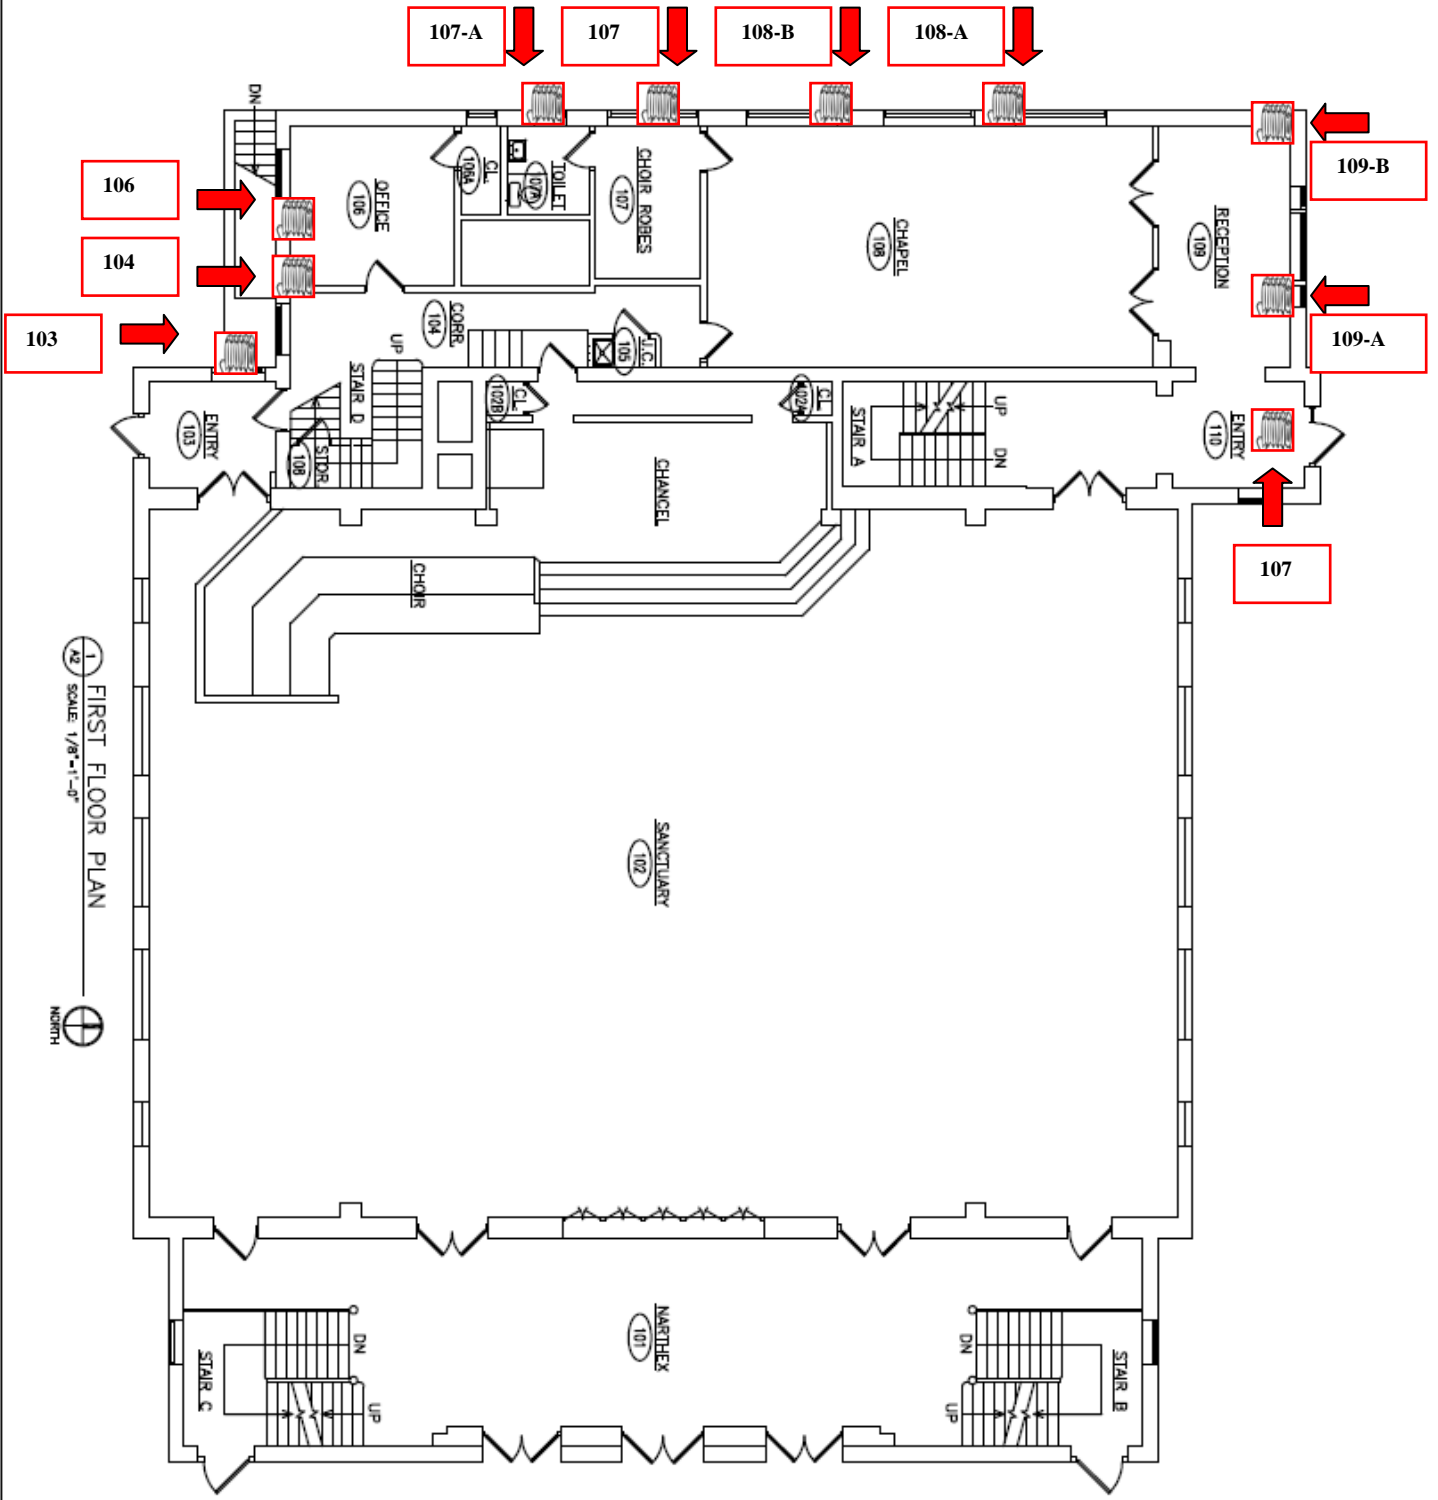 107-A
107
108-B
108-A
109-B
109-A
107
106
104
103
DN
OFFICE
106
CL.
106A
TOILET
107A
CHOIR ROBES
107
CHAPEL
108
RECEPTION
109
CORR
104
J.C.
105
UP
STAIR D
CL
102B
CL
102A
STAIR A
UP
DN
ENTRY
110
ENTRY
103
STOR
108
CHANCEL
CHOIR
SANCTUARY
102
1
A2
FIRST FLOOR PLAN
SCALE: 1/8"=1'-0"
NORTH
NARTHEX
101
STAIR C
DN
UP
STAIR B
DN
UP